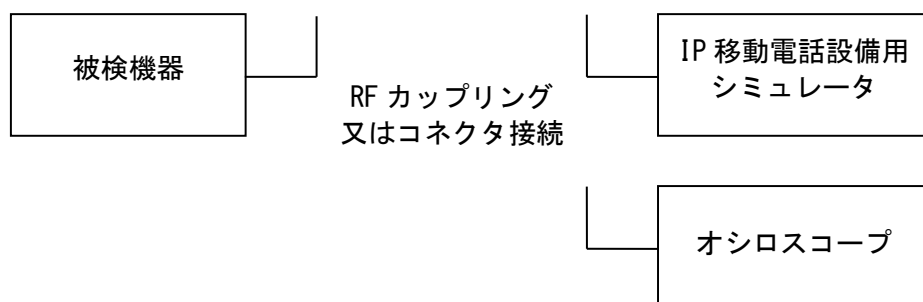 被検機器
RF カップリング
又はコネクタ接続
IP 移動電話設備用
シミュレータ
オシロスコープ